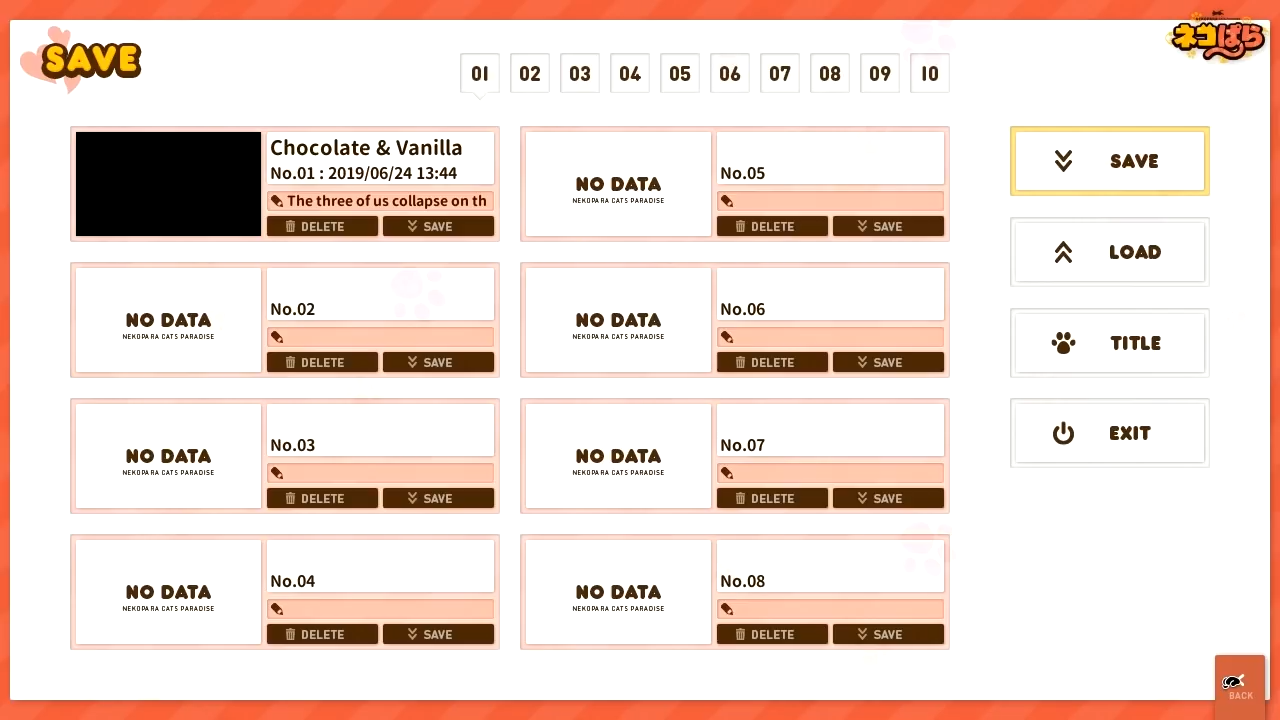 SAVE
ネコぱら
01 02 03 04 05 06 07 08 09 10
Chocolate & Vanilla
No.01 : 2019/06/24 13:44
The three of us collapse on th
DELETE SAVE
NO DATA
NEKOPARA CATS PARADISE
No.05
DELETE SAVE
NO DATA
NEKOPARA CATS PARADISE
No.02
DELETE SAVE
NO DATA
NEKOPARA CATS PARADISE
No.06
DELETE SAVE
NO DATA
NEKOPARA CATS PARADISE
No.03
DELETE SAVE
NO DATA
NEKOPARA CATS PARADISE
No.07
DELETE SAVE
NO DATA
NEKOPARA CATS PARADISE
No.04
DELETE SAVE
NO DATA
NEKOPARA CATS PARADISE
No.08
DELETE SAVE
SAVE
LOAD
TITLE
EXIT
BACK